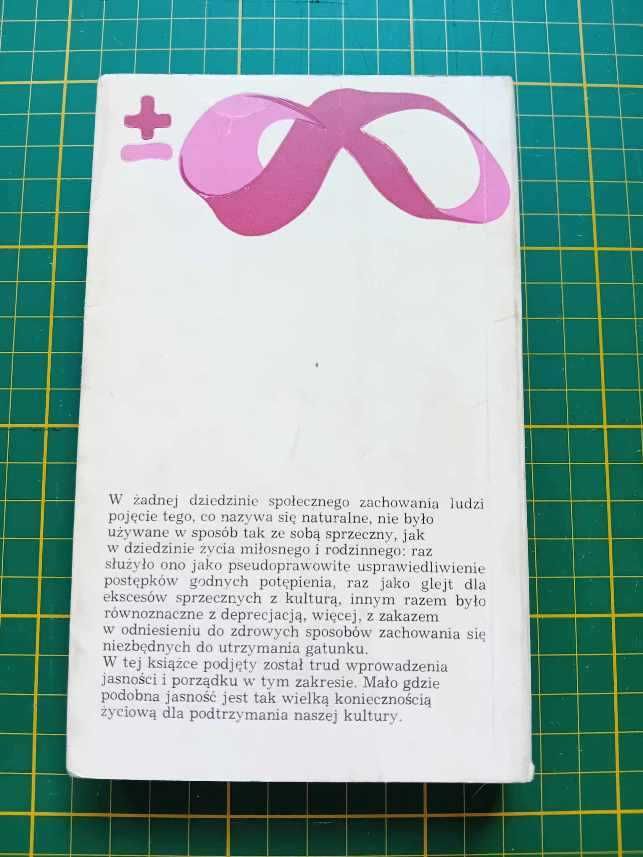 W żadnej dziedzinie społecznego zachowania ludzi
pojęcie tego, co nazywa się naturalne, nie było
używane w sposób tak ze sobą sprzeczny, jak
w dziedzinie życia miłosnego i rodzinnego: raz
służyło ono jako pseudoprawowite usprawiedliwienie
postępków godnych potępienia, raz jako glejt dla
ekscesów sprzecznych z kulturą, innym razem było
równoznaczne z deprecjacją, więcej, z zakazem
w odniesieniu do zdrowych sposobów zachowania się
niezbędnych do utrzymania gatunku.
W tej książce podjęty został trud wprowadzenia
jasności i porządku w tym zakresie. Mało gdzie
podobna jasność jest tak wielką koniecznością
życiową dla podtrzymania naszej kultury.